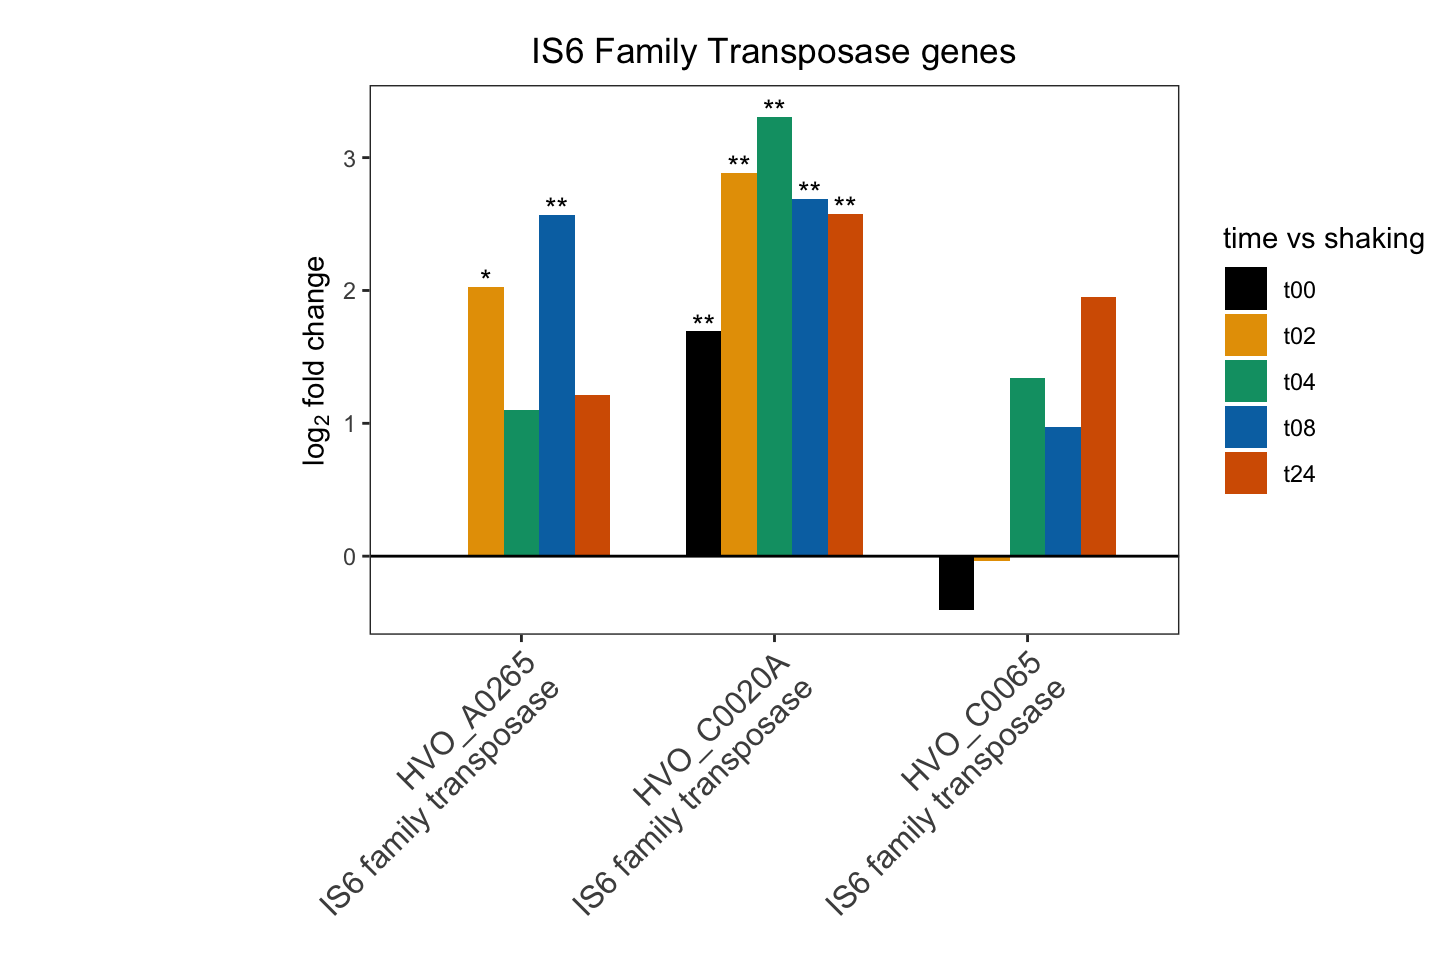 IS6 Family Transposase genes
log₂ fold change
3
2
1
0
**
*
**
**
**
**
**
HVO_A0265
IS6 family transposase
HVO_C0020A
IS6 family transposase
HVO_C0065
IS6 family transposase
time vs shaking
t00
t02
t04
t08
t24